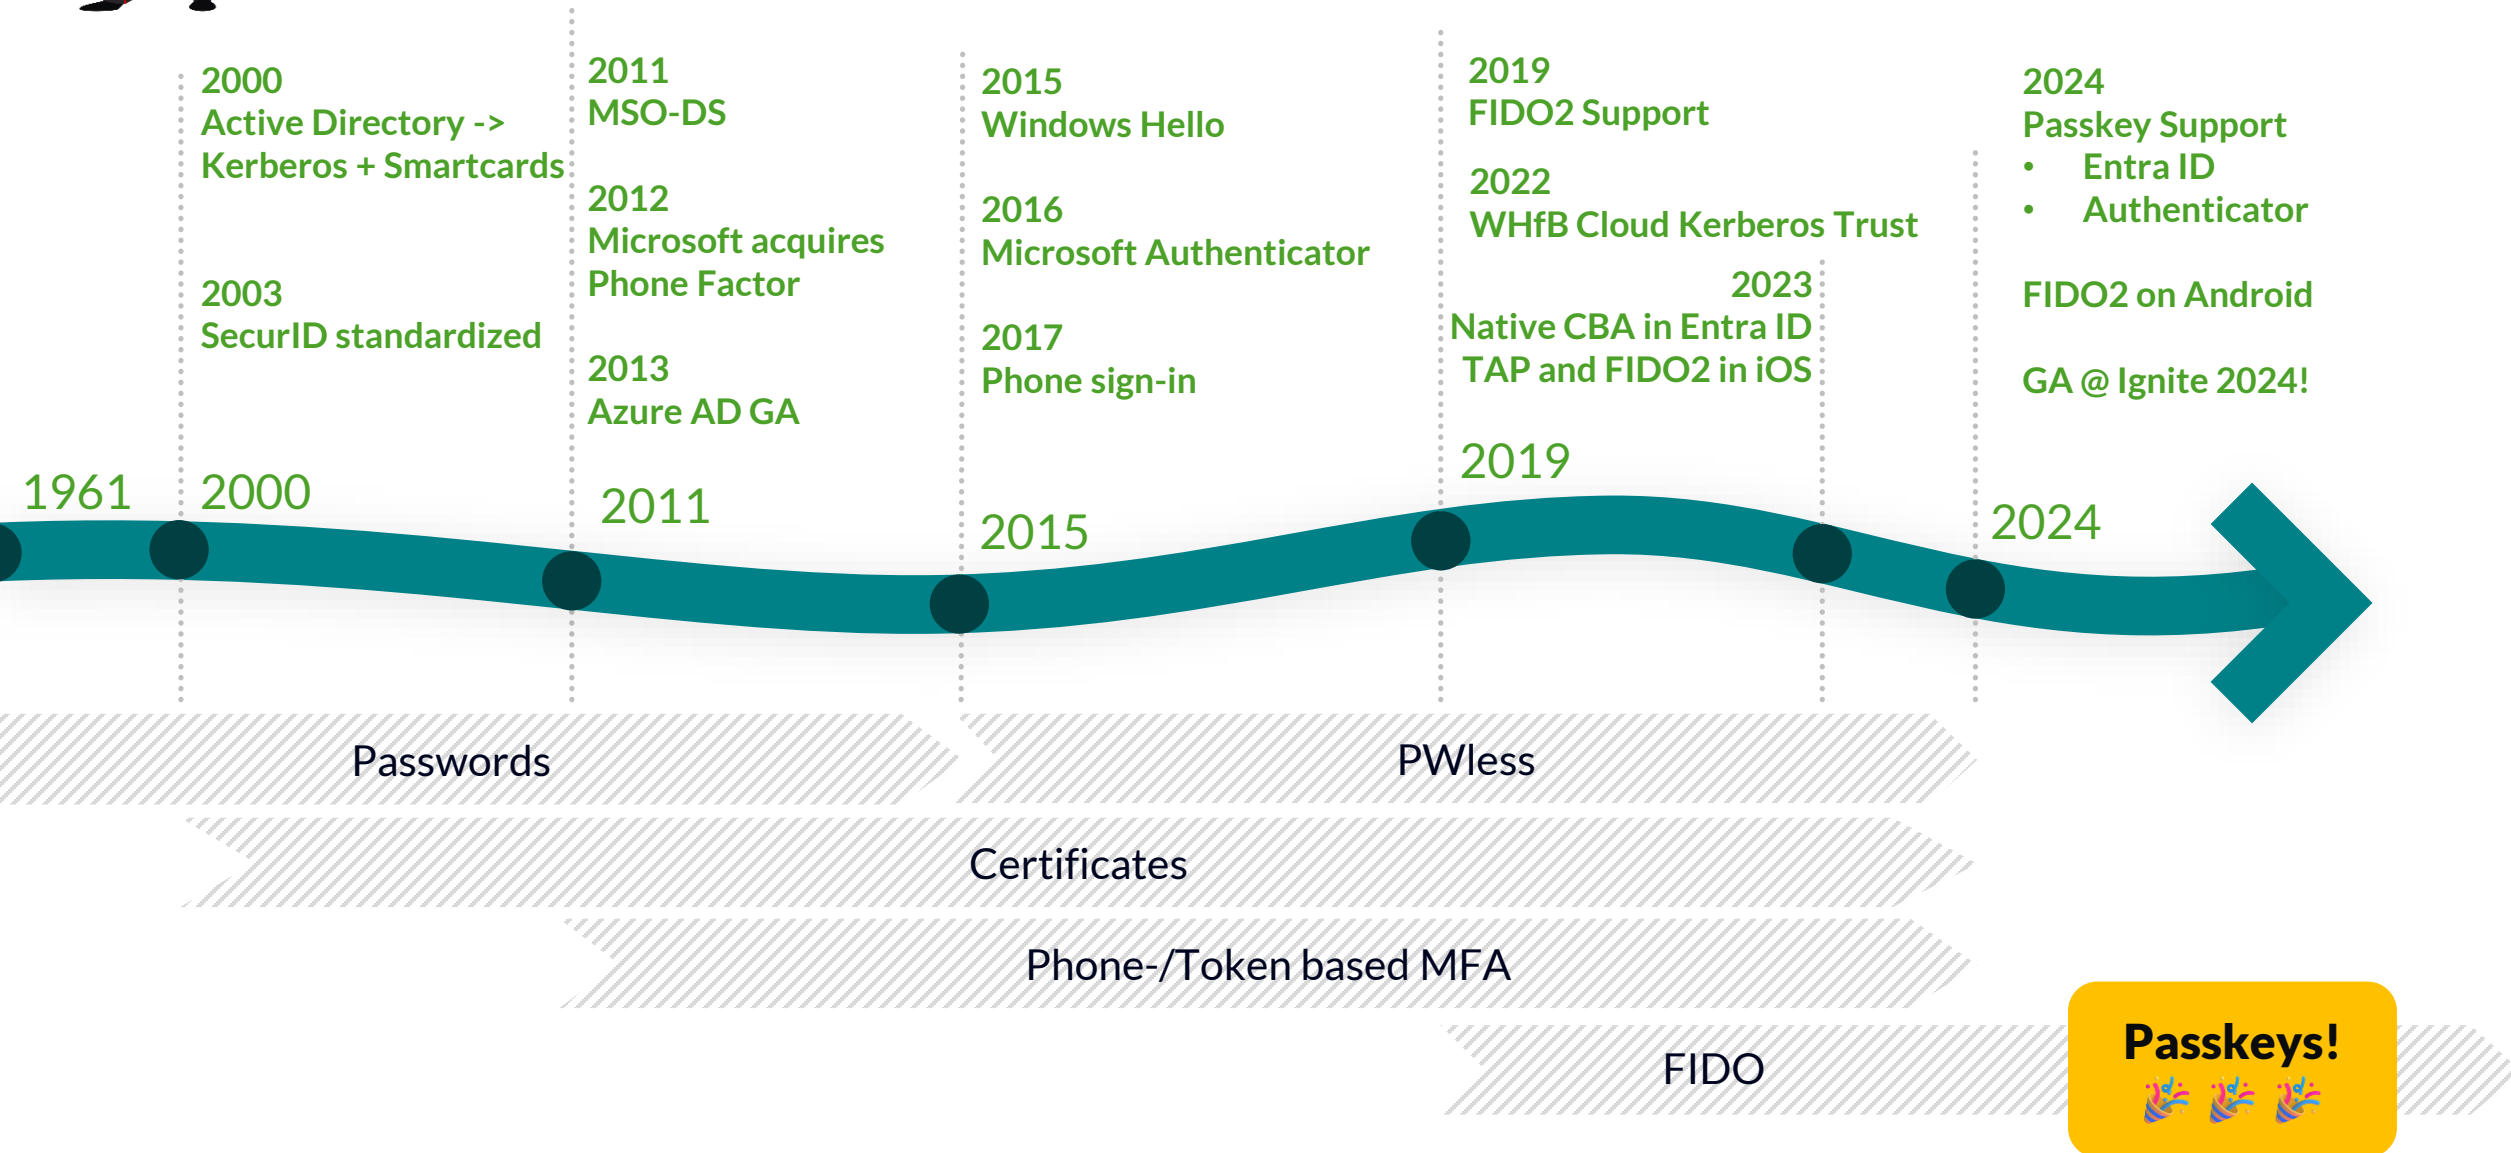 2000
Active Directory ->
Kerberos + Smartcards
2003
SecurID standardized
2011
MSO-DS
2012
Microsoft acquires
Phone Factor
2013
Azure AD GA
2015
Windows Hello
2016
Microsoft Authenticator
2017
Phone sign-in
2019
FIDO2 Support
2022
WHfB Cloud Kerberos Trust
2023
Native CBA in Entra ID
TAP and FIDO2 in iOS
2024
Passkey Support
• Entra ID
• Authenticator
FIDO2 on Android
GA @ Ignite 2024!
1961
2000
2011
2015
2019
2024
Passwords
PWless
Certificates
Phone-/Token based MFA
FIDO
Passkeys!
🎉 🎉 🎉